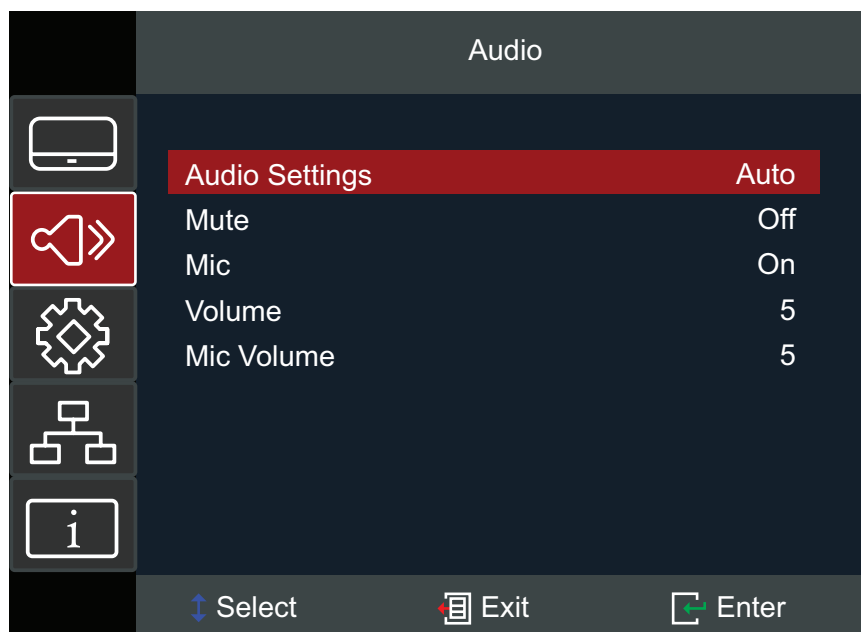 Audio
Audio Settings Auto
Mute Off
Mic On
Volume 5
Mic Volume 5
i
Select Exit Enter